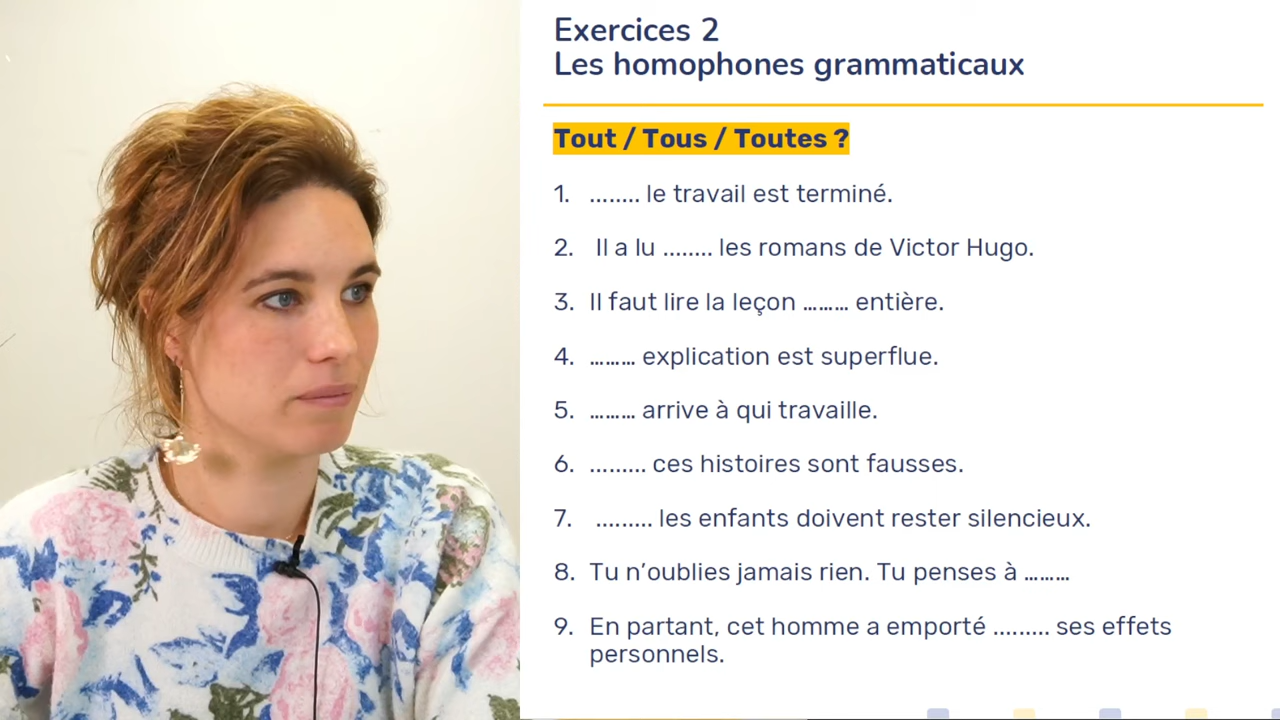 Exercices 2
Les homophones grammaticaux
Tout / Tous / Toutes ?
1. ........ le travail est terminé.
2. Il a lu ........ les romans de Victor Hugo.
3. Il faut lire la leçon ……… entière.
4. ……… explication est superflue.
5. ……… arrive à qui travaille.
6. ......... ces histoires sont fausses.
7. ......... les enfants doivent rester silencieux.
8. Tu n’oublies jamais rien. Tu penses à ………
9. En partant, cet homme a emporté ......... ses effets
personnels.